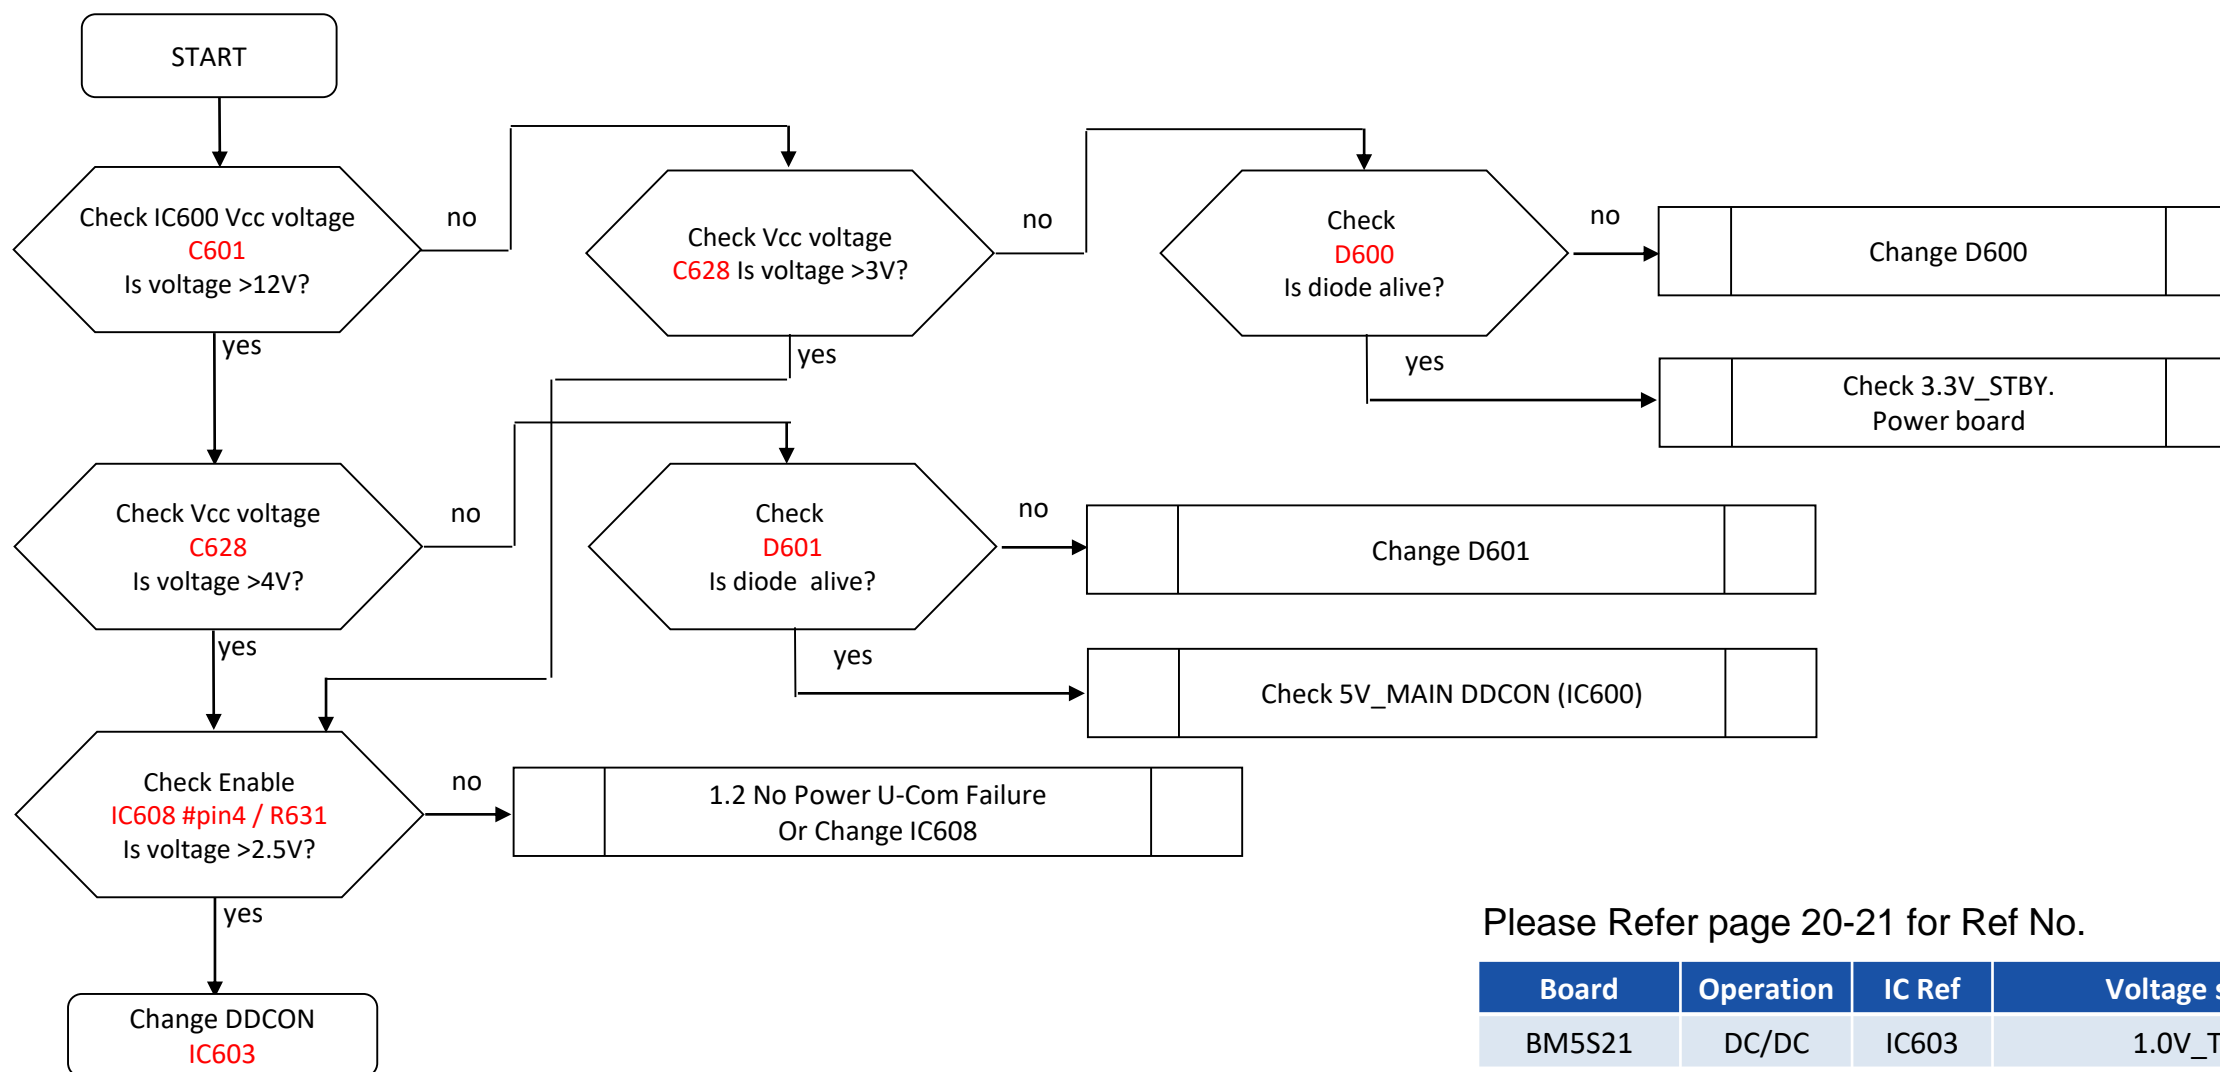 START
Check IC600 Vcc voltage
C601
Is voltage >12V?
no
Check Vcc voltage
C628 Is voltage >3V?
no
Check
D600
Is diode alive?
no
Change D600
yes
yes
yes
Check 3.3V_STBY.
Power board
Check Vcc voltage
C628
Is voltage >4V?
no
Check
D601
Is diode  alive?
no
Change D601
yes
yes
Check 5V_MAIN DDCON (IC600)
Check Enable
IC608 #pin4 / R631
Is voltage >2.5V?
no
1.2 No Power U-Com Failure
Or Change IC608
yes
Change DDCON
IC603
Please Refer page 20-21 for Ref No.
Board Operation IC Ref Voltage
BM5S21 DC/DC IC603 1.0V_T